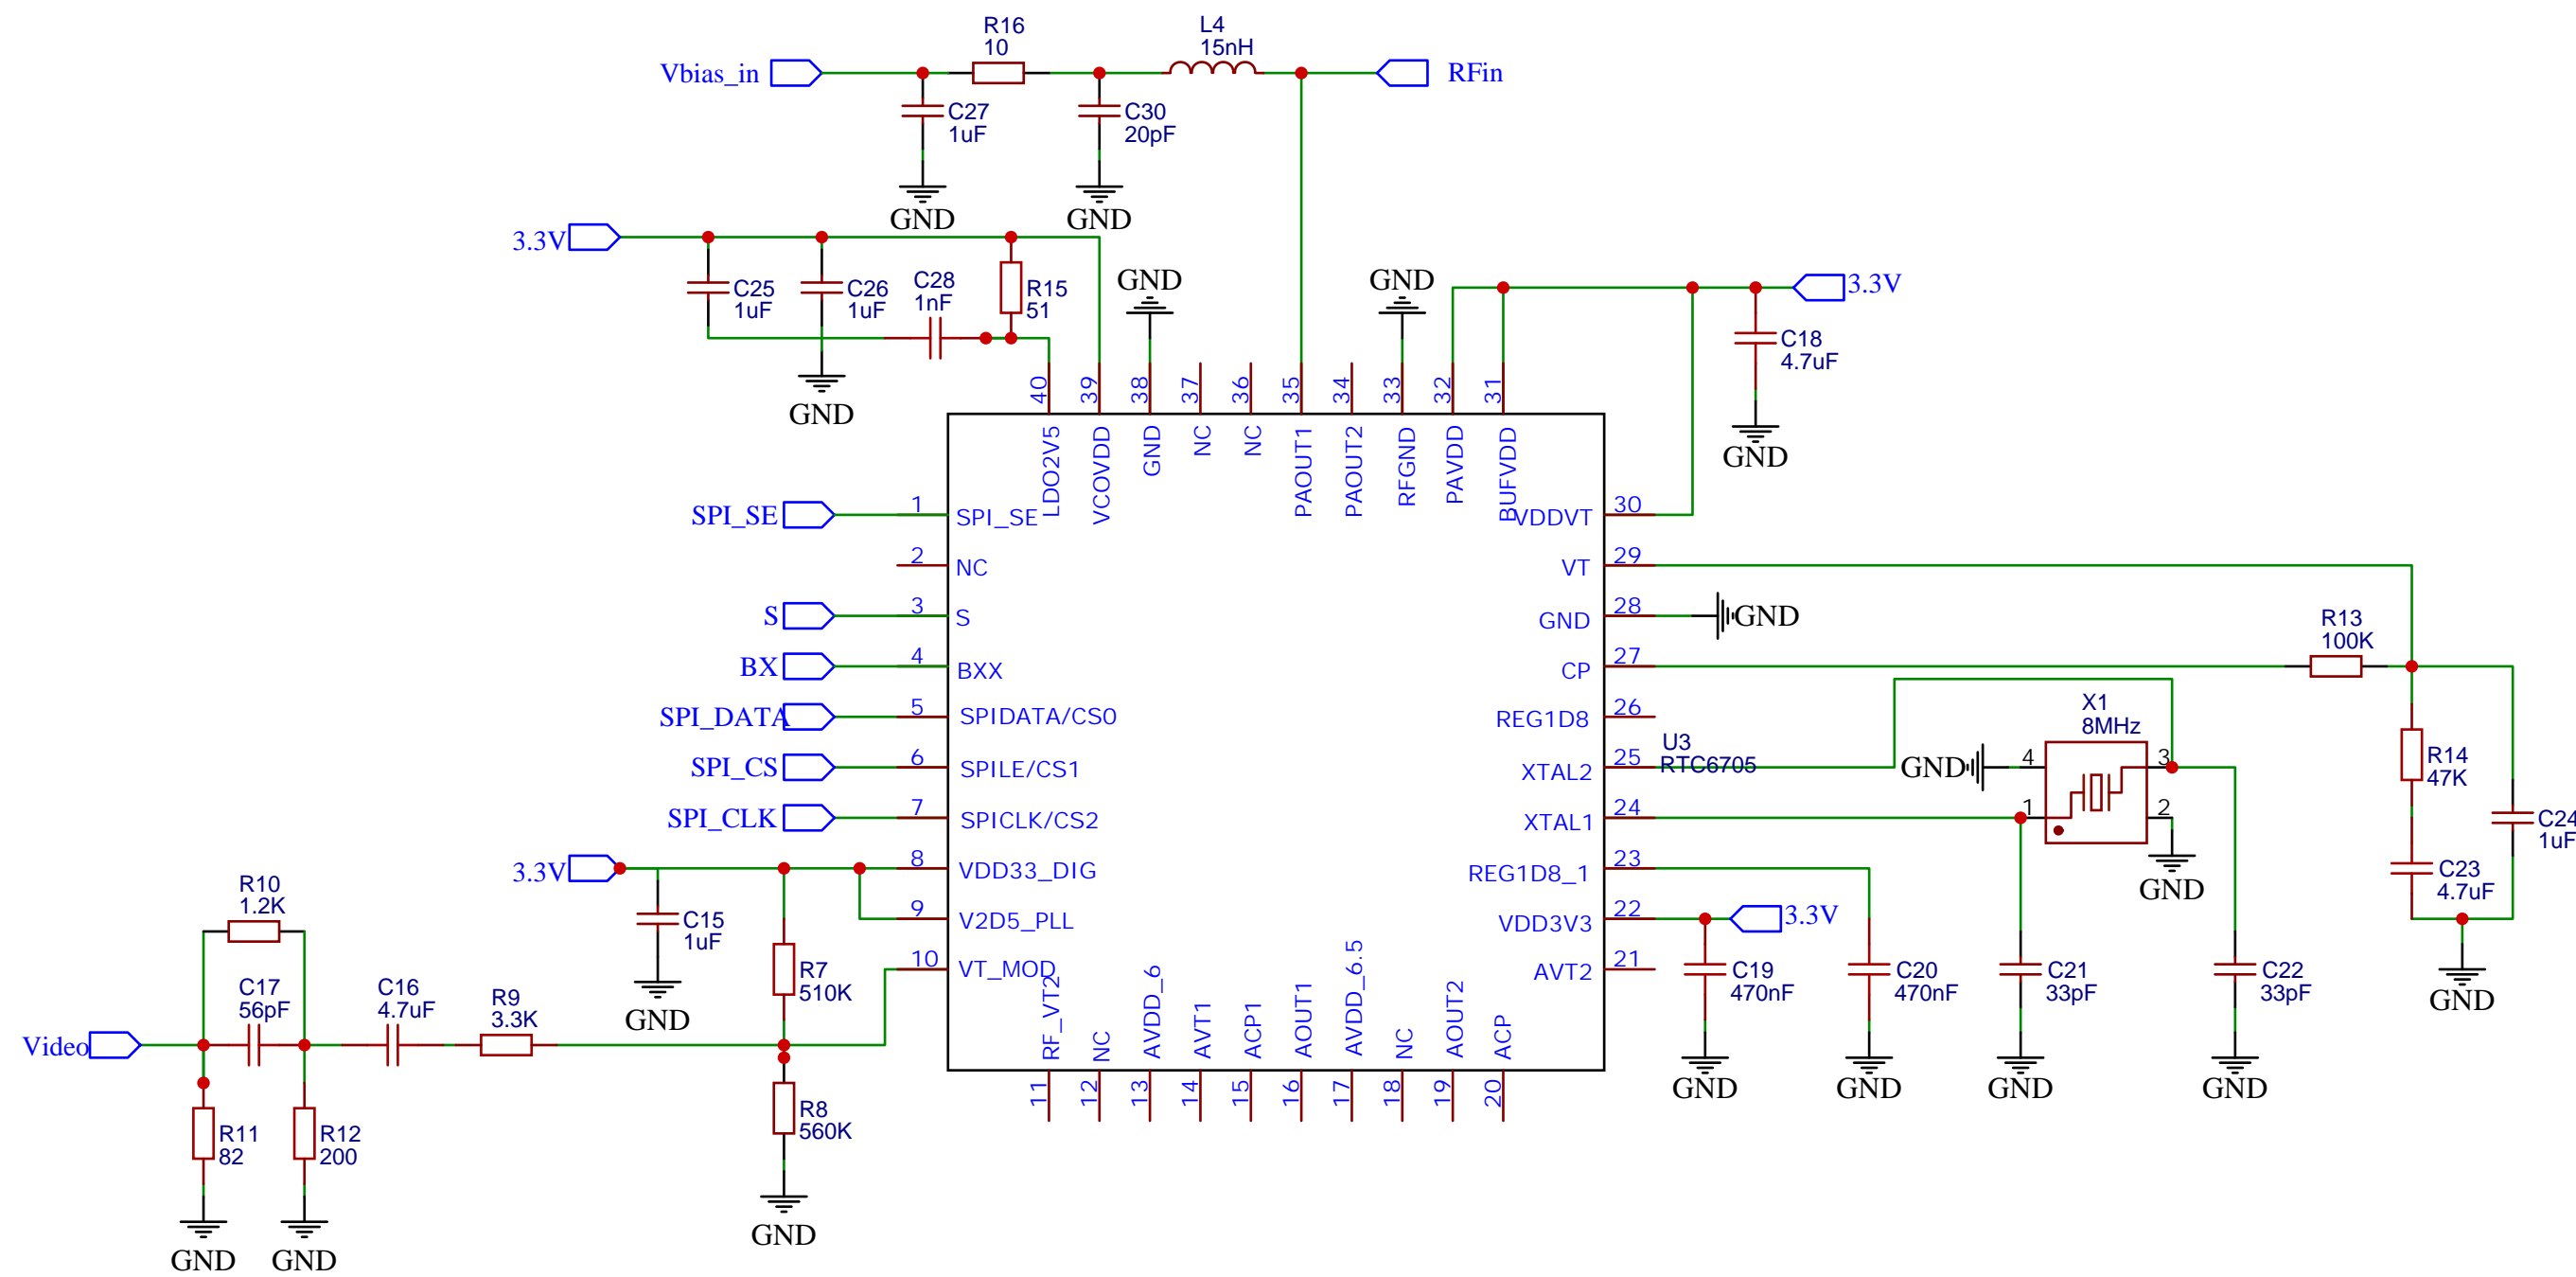 R16
10
L4
15nH
Vbias_in
RFin
C27
1uF
C30
20pF
GND
GND
3.3V
C25
1uF
C26
1uF
C28
1nF
R15
51
GND
GND
GND
3.3V
C18
4.7uF
GND
40
39
38
37
36
35
34
33
32
31
LDO2V5
VCOVDD
GND
NC
NC
PAOUT1
PAOUT2
RFGND
PAVDD
BUFVDD
SPI_SE
1
SPI_SE
2
NC
S
3
S
BX
4
BXX
SPI_DATA
5
SPIDATA/CS0
SPI_CS
6
SPILE/CS1
SPI_CLK
7
SPICLK/CS2
3.3V
8
VDD33_DIG
9
V2D5_PLL
10
VT_MOD
VDDVT
30
VT
29
GND
28
GND
CP
27
REG1D8
26
XTAL2
25
XTAL1
24
REG1D8_1
23
VDD3V3
22
3.3V
AVT2
21
U3
RTC6705
R13
100K
X1
8MHz
GND
4
3
1
2
GND
R14
47K
C24
1uF
C23
4.7uF
GND
C15
1uF
GND
R7
510K
R8
560K
GND
R10
1.2K
C17
56pF
C16
4.7uF
R9
3.3K
Video
R11
82
R12
200
GND
GND
RF_VT2
NC
AVDD_6
AVT1
ACP1
AOUT1
AVDD_6.5
NC
AOUT2
ACP
11
12
13
14
15
16
17
18
19
20
C19
470nF
C20
470nF
C21
33pF
C22
33pF
GND
GND
GND
GND